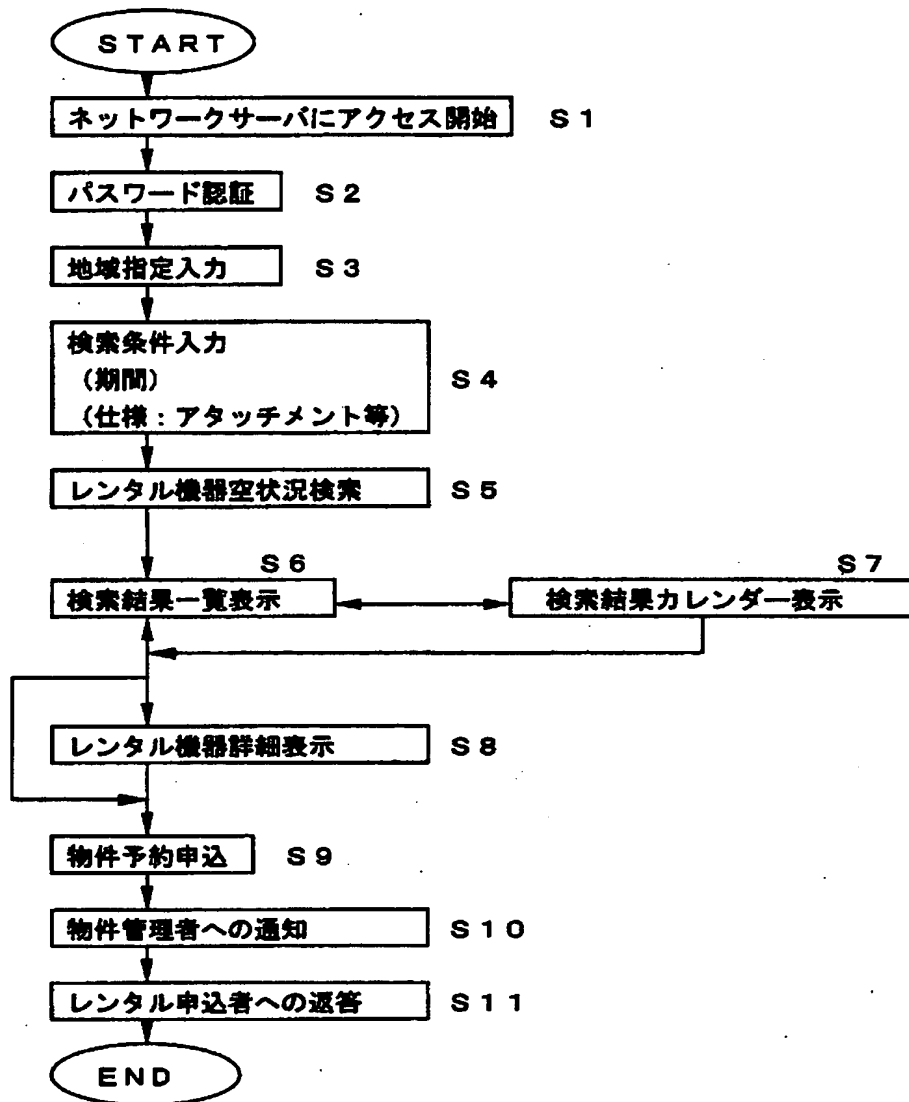 START
ネットワークサーバにアクセス開始 S1
パスワード認証 S2
地域指定入力 S3
検索条件入力
(期間)
(仕様:アタッチメント等) S4
レンタル機器空状況検索 S5
S6
検索結果一覧表示
S7
検索結果カレンダー表示
レンタル機器詳細表示 S8
物件予約申込 S9
物件管理者への通知 S10
レンタル申込者への返答 S11
END